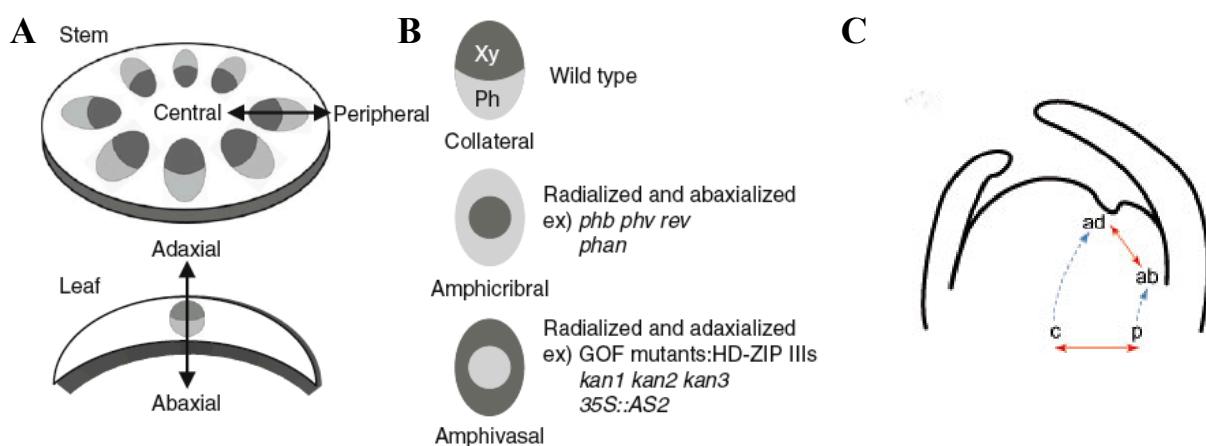 A
Stem
Central
Peripheral
Adaxial
Leaf
Abaxial
B
Xy
Ph
Wild type
Collateral
Radialized and abaxialized
ex) phb phv rev
phan
Amphicribral
Radialized and adaxialized
ex) GOF mutants:HD-ZIP IIIs
kan1 kan2 kan3
35S::AS2
Amphivasal
C
ad
ab
c
p